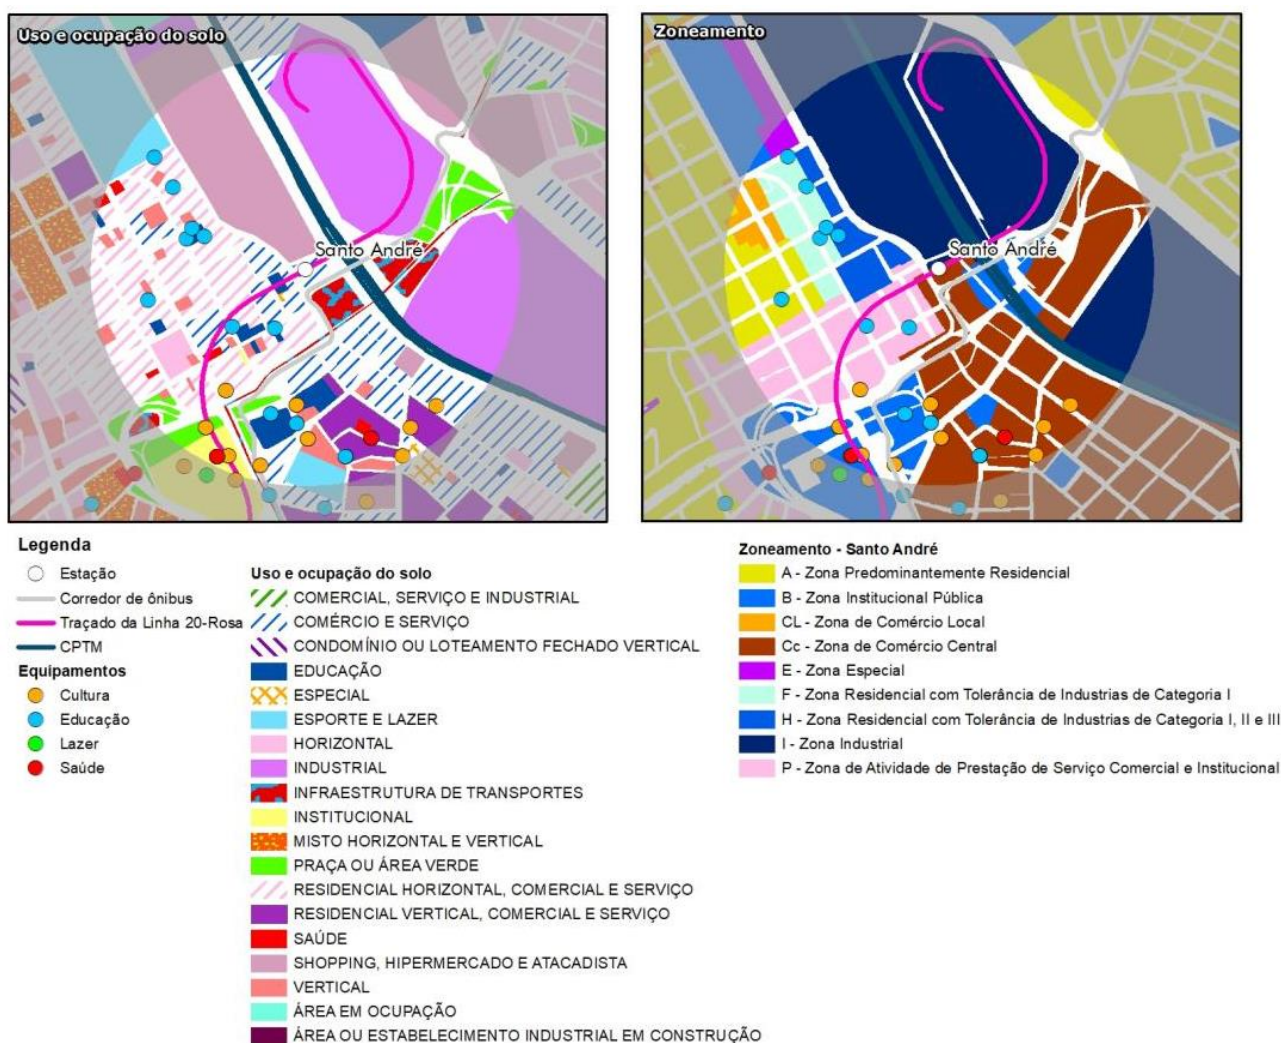 Uso e ocupação do solo
Santo André
Zoneamento
Santo André
Legenda
Estação
Corredor de ônibus
Traçado da Linha 20-Rosa
CPTM
Equipamentos
Cultura
Educação
Lazer
Saúde
Uso e ocupação do solo
COMERCIAL, SERVIÇO E INDUSTRIAL
COMÉRCIO E SERVIÇO
CONDOMÍNIO OU LOTEAMENTO FECHADO VERTICAL
EDUCAÇÃO
ESPECIAL
ESPORTE E LAZER
HORIZONTAL
INDUSTRIAL
INFRAESTRUTURA DE TRANSPORTES
INSTITUCIONAL
MISTO HORIZONTAL E VERTICAL
PRAÇA OU ÁREA VERDE
RESIDENCIAL HORIZONTAL, COMERCIAL E SERVIÇO
RESIDENCIAL VERTICAL, COMERCIAL E SERVIÇO
SAÚDE
SHOPPING, HIPERMERCADO E ATACADISTA
VERTICAL
ÁREA EM OCUPAÇÃO
ÁREA OU ESTABELECIMENTO INDUSTRIAL EM CONSTRUÇÃO
Zoneamento - Santo André
A - Zona Predominantemente Residencial
B - Zona Institucional Pública
CL - Zona de Comércio Local
Cc - Zona de Comércio Central
E - Zona Especial
F - Zona Residencial com Tolerância de Industrias de Categoria I
H - Zona Residencial com Tolerância de Industrias de Categoria I, II e III
I - Zona Industrial
P - Zona de Atividade de Prestação de Serviço Comercial e Institucional